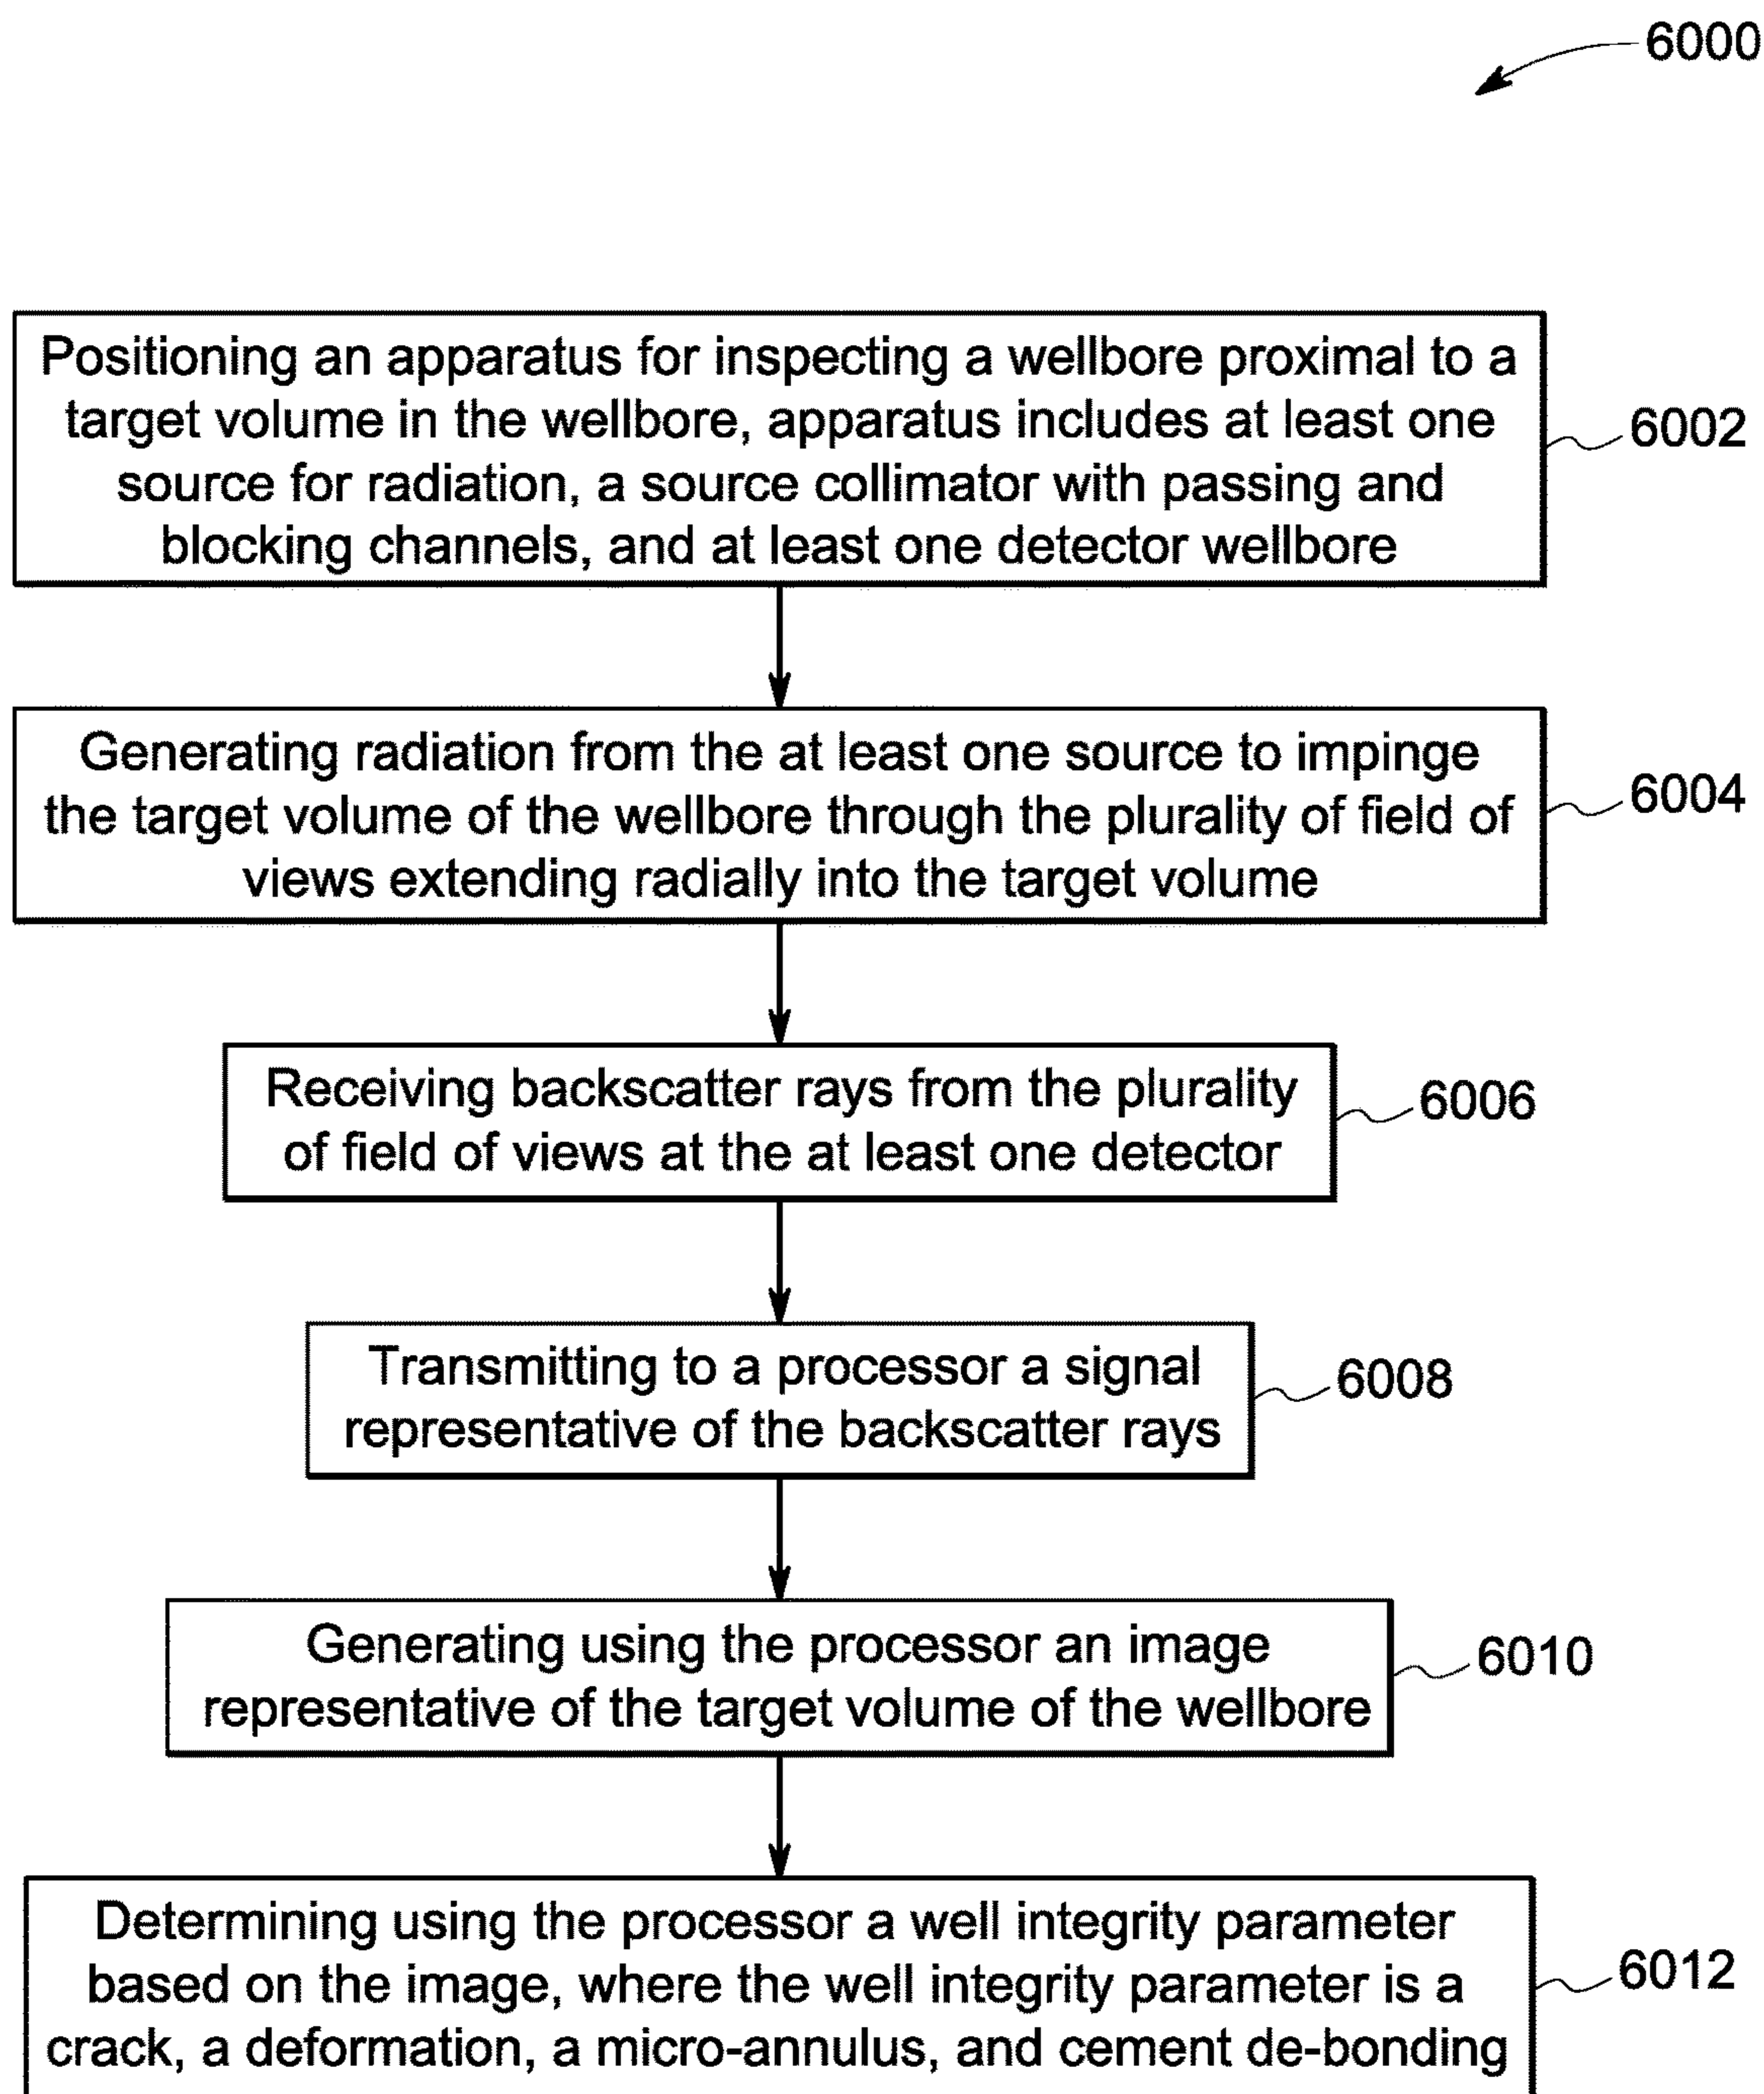 6000
Positioning an apparatus for inspecting a wellbore proximal to a
target volume in the wellbore, apparatus includes at least one
source for radiation, a source collimator with passing and
blocking channels, and at least one detector wellbore
6002
Generating radiation from the at least one source to impinge
the target volume of the wellbore through the plurality of field of
views extending radially into the target volume
6004
Receiving backscatter rays from the plurality
of field of views at the at least one detector
6006
Transmitting to a processor a signal
representative of the backscatter rays
6008
Generating using the processor an image
representative of the target volume of the wellbore
6010
Determining using the processor a well integrity parameter
based on the image, where the well integrity parameter is a
crack, a deformation, a micro-annulus, and cement de-bonding
6012